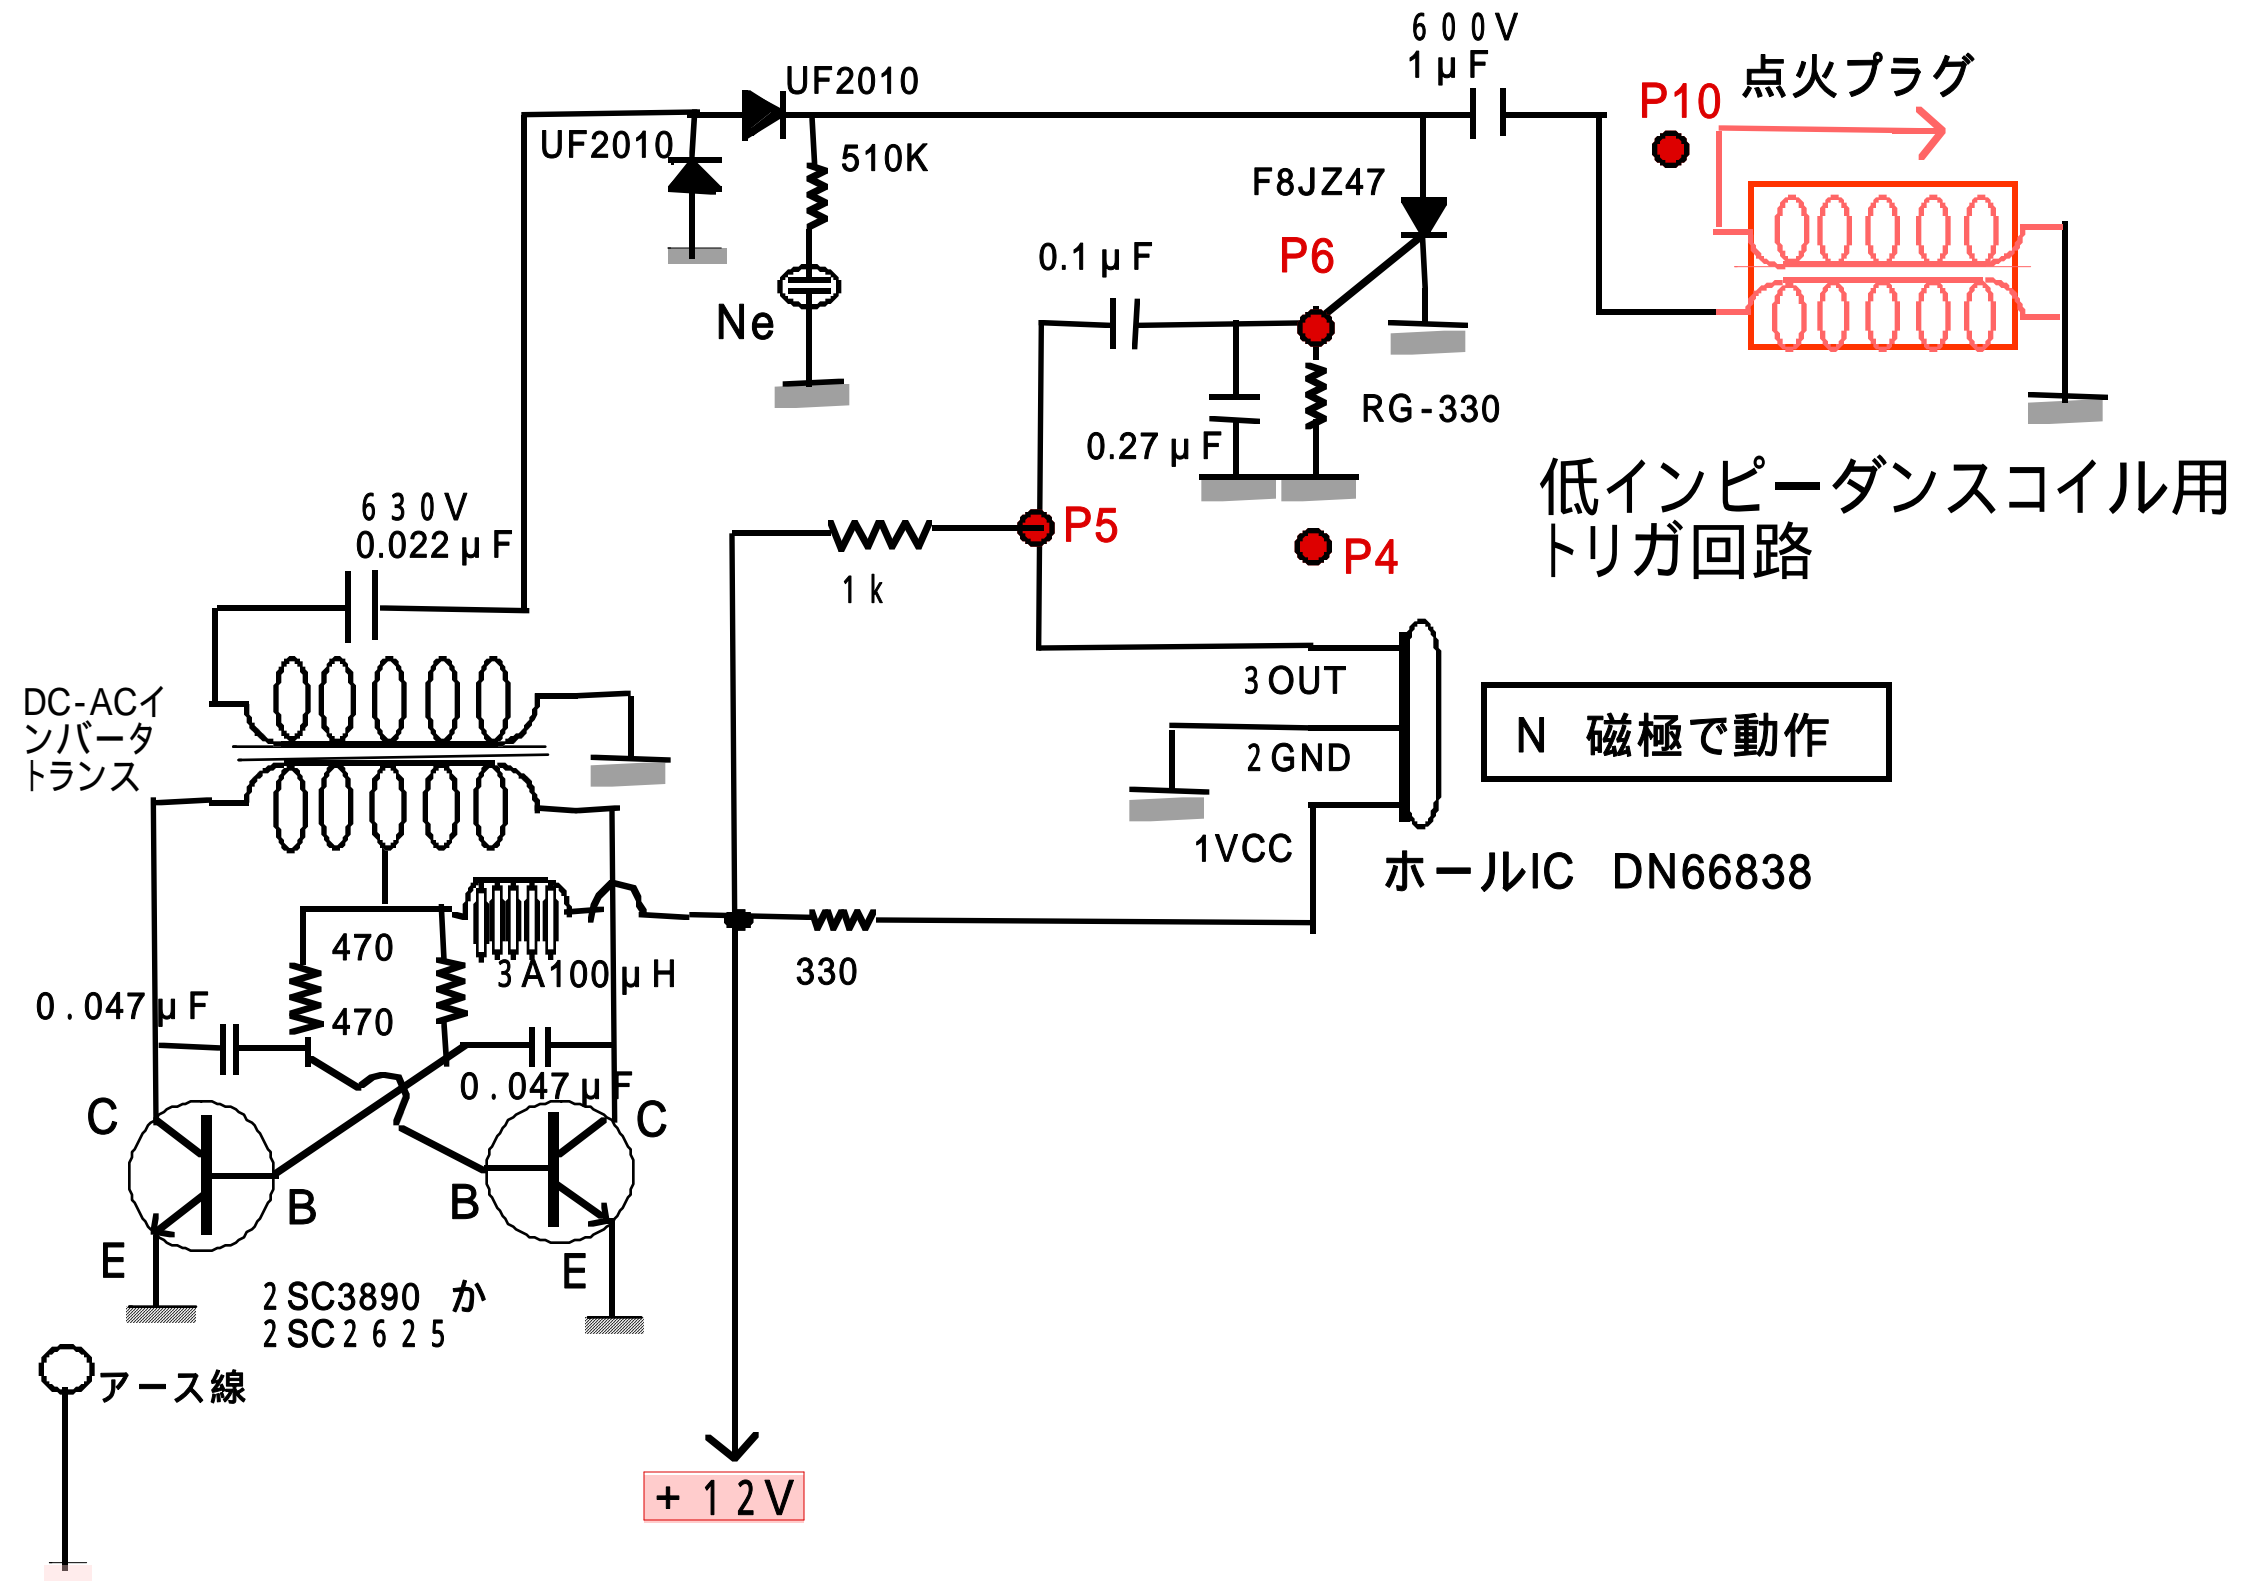 ６００V
1μF
P10
点火プラグ
UF2010
UF2010
510K
F8JZ47
P6
0.1μF
Ne
RG-330
0.27μF
低インピーダンスコイル用
トリガ回路
６３０V
0.022μF
P5
P4
１ｋ
DC-ACイ
ンバータ
トランス
３OUT
N　磁極で動作
２GND
1VCC
ホールIC　DN66838
470
3A100μH
330
0.047μF
470
0.047μF
C
C
B
B
E
E
２SC3890　か
２SC２６２５
アース線
+１２V